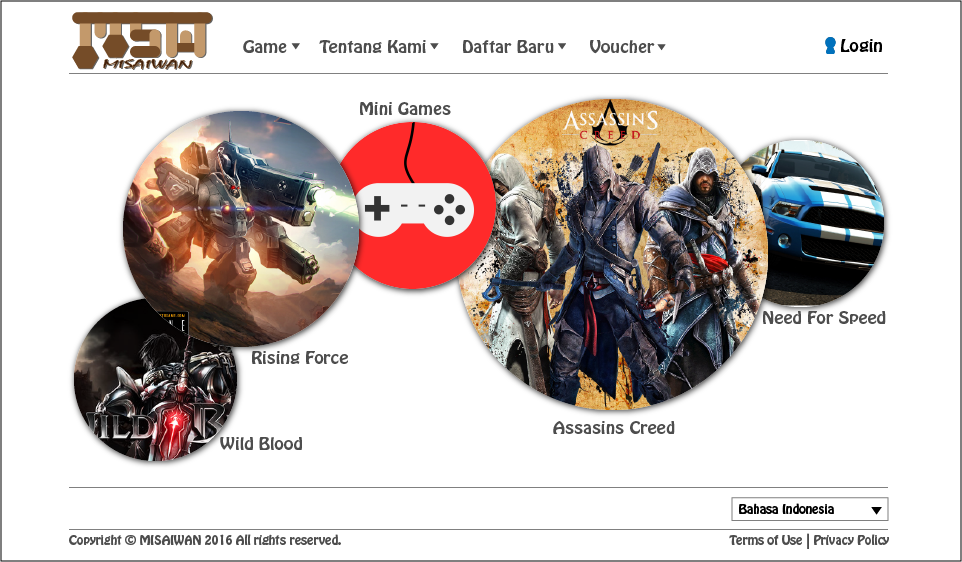 MSW
MISAIWAN
Game
Tentang Kami
Daftar Baru
Voucher
Login
Mini Games
ASSASSINS
CREED
Need For Speed
Rising Force
Assasins Creed
Wild Blood
Bahasa Indonesia
Copyright © MISAIWAN 2016 All rights reserved.
Terms of Use | Privacy Policy